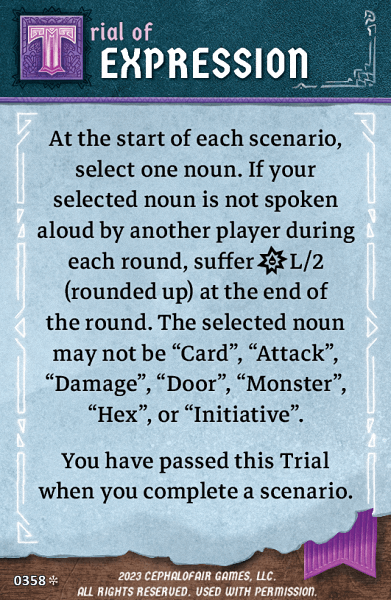 Trial of
EXPRESSION
At the start of each scenario,
select one noun. If your
selected noun is not spoken
aloud by another player during
each round, suffer L/2
(rounded up) at the end of
the round. The selected noun
may not be “Card”, “Attack”,
“Damage”, “Door”, “Monster”,
“Hex”, or “Initiative”.
You have passed this Trial
when you complete a scenario.
0358*
2023 CEPHALOFAIR GAMES, LLC.
ALL RIGHTS RESERVED. USED WITH PERMISSION.